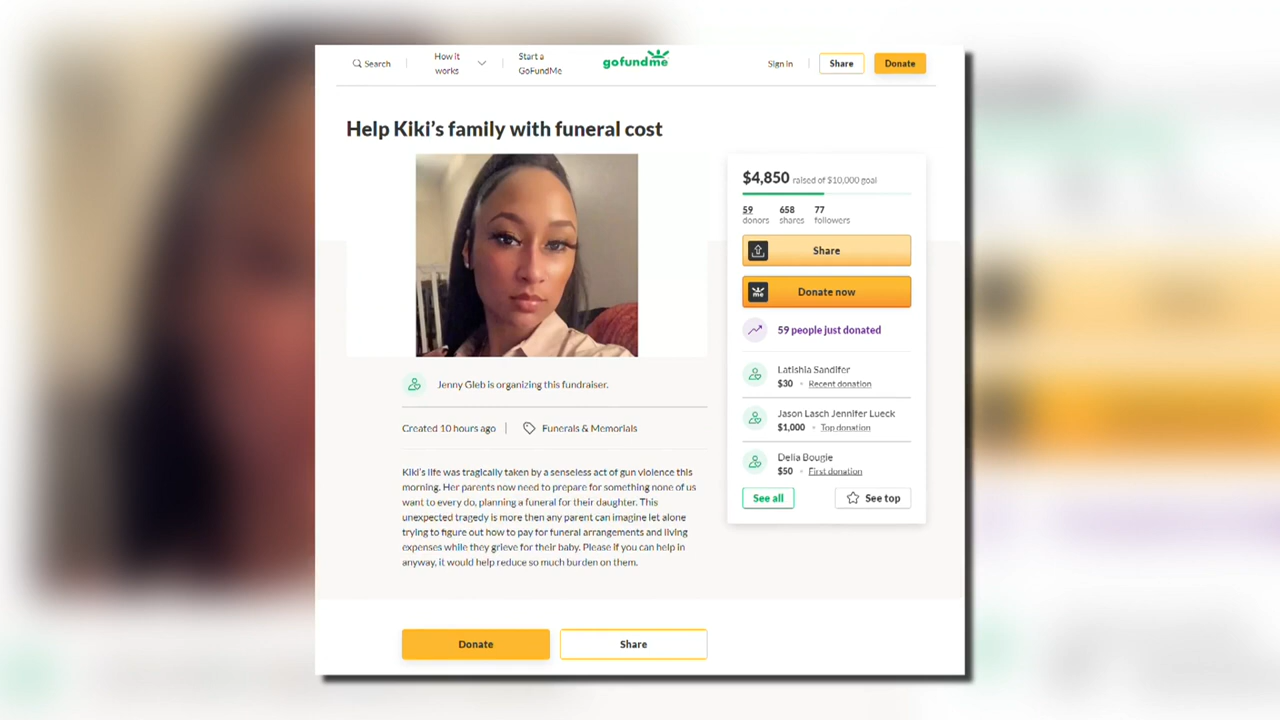 Search
How it
works
Start a
GoFundMe
gofundme
Sign in
Share
Donate
Help Kiki's family with funeral cost
$4,850 raised of $10,000 goal
59 658 77
donors shares followers
Share
me Donate now
59 people just donated
Latishia Sandifer
$30 • Recent donation
Jason Lasch Jennifer Lueck
$1,000 • Top donation
Delia Bougie
$50 • First donation
See all
See top
Jenny Gleb is organizing this fundraiser.
Created 10 hours ago | Funerals & Memorials
Kiki's life was tragically taken by a senseless act of gun violence this
morning. Her parents now need to prepare for something none of us
want to every do, planning a funeral for their daughter. This
unexpected tragedy is more then any parent can imagine let alone
trying to figure out how to pay for funeral arrangements and living
expenses while they grieve for their baby. Please if you can help in
anyway, it would help reduce so much burden on them.
Donate
Share